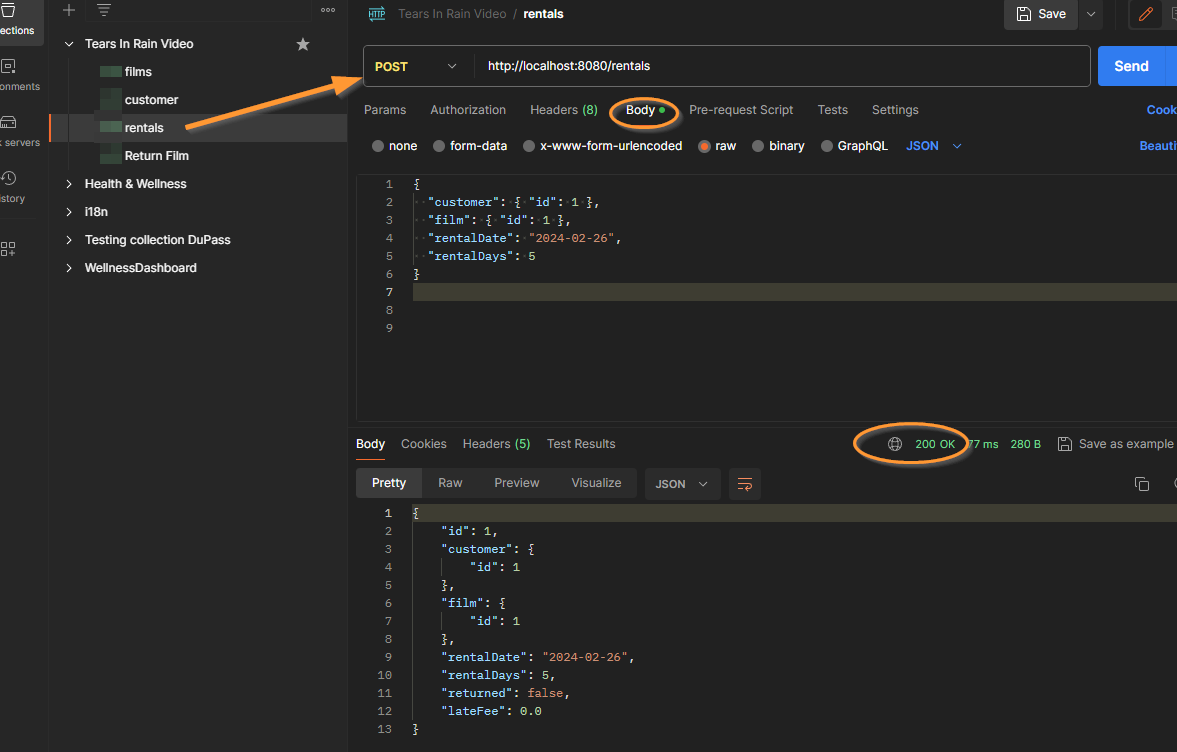 Tears In Rain Video / rentals
Save
ections
onments
k servers
istory
Tears In Rain Video
films
customer
rentals
Return Film
Health & Wellness
i18n
Testing collection DuPass
WellnessDashboard
HTTP
POST
http://localhost:8080/rentals
Send
Params Authorization Headers (8) Body Pre-request Script Tests Settings
Cook
none form-data x-www-form-urlencoded raw binary GraphQL JSON
Beauti
1 {
2 "customer": { "id": 1 },
3 "film": { "id": 1 },
4 "rentalDate": "2024-02-26",
5 "rentalDays": 5
6 }
7
8
9
Body Cookies Headers (5) Test Results
200 OK 77 ms 280 B Save as example
Pretty Raw Preview Visualize JSON
1 {
2 "id": 1,
3 "customer": {
4 "id": 1
5 },
6 "film": {
7 "id": 1
8 },
9 "rentalDate": "2024-02-26",
10 "rentalDays": 5,
11 "returned": false,
12 "lateFee": 0.0
13 }